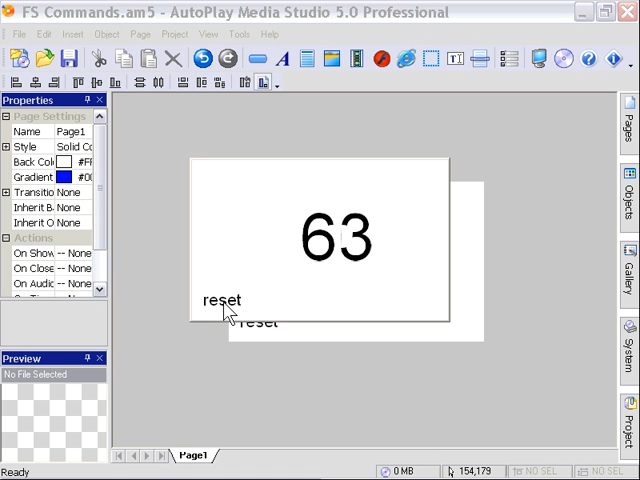 FS Commands.am5 - AutoPlay Media Studio 5.0 Professional
File Edit Insert Object Page Project View Tools Help
Properties
Page Settings
Name Page1
Style Solid Co
Back Col #FF
Gradient #00
Transitio None
Inherit B None
Inherit O None
Actions
On Show -- None
On Close -- None
On Audic -- None
Preview
No File Selected
63
reset
reset
Page1
Pages
Objects
Gallery
System
Project
Ready
0 MB
154,179
NO SEL
NO SEL